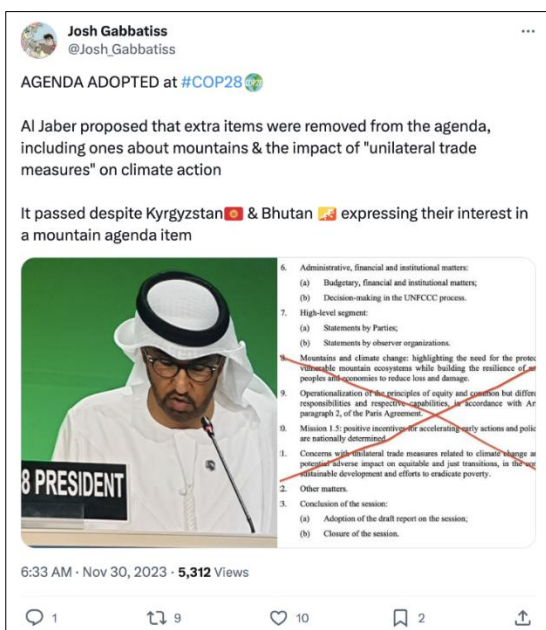 Josh Gabbatiss
@Josh_Gabbatiss
AGENDA ADOPTED at #COP28
Al Jaber proposed that extra items were removed from the agenda,
including ones about mountains & the impact of "unilateral trade
measures" on climate action
It passed despite Kyrgyzstan & Bhutan expressing their interest in
a mountain agenda item
8 PRESIDENT
6. Administrative, financial and institutional matters:
(a) Budgetary, financial and institutional matters;
(b) Decision-making in the UNFCCC process.
7. High-level segment:
(a) Statements by Parties;
(b) Statements by observer organizations.
8. Mountains and climate change: highlighting the need for the protec
vulnerable mountain ecosystems while building the resilience of
peoples and economies to reduce loss and damage.
9. Operationalization of the principles of equity and common but differe
responsibilities and respective capabilities, in accordance with Ar
paragraph 2, of the Paris Agreement.
0. Mission 1.5: positive incentives for accelerating early actions and polic
are nationally determined
1. Concerns with unilateral trade measures related to climate change a
potential adverse impact on equitable and just transitions, in the
sustainable development and efforts to eradicate poverty.
2. Other matters.
3. Conclusion of the session:
(a) Adoption of the draft report on the session;
(b) Closure of the session.
6:33 AM · Nov 30, 2023 · 5,312 Views
1 9 10 2